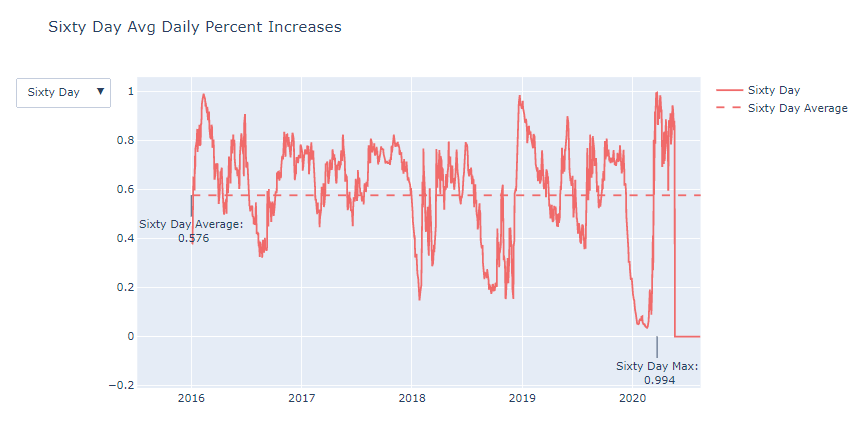 Sixty Day Avg Daily Percent Increases
Sixty Day ▼
Sixty Day
Sixty Day Average
1
0.8
0.6
0.4
0.2
0
−0.2
Sixty Day Average:
0.576
Sixty Day Max:
0.994
2016
2017
2018
2019
2020